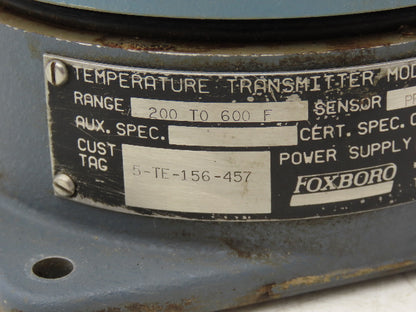 TEMPERATURE TRANSMITTER MOD
RANGE 200 TO 600 F SENSOR
AUX. SPEC. CERT. SPEC.
CUST TAG 5-TE-156-457 POWER SUPPLY
FOXBORO